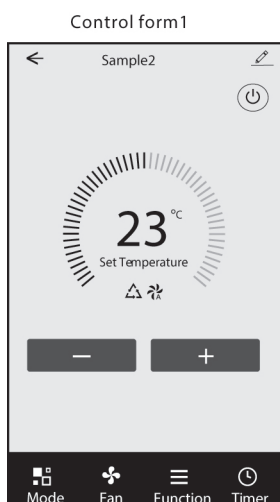 Control form1
Sample2
23 °C
Set Temperature
A
− +
Mode Fan Function Timer